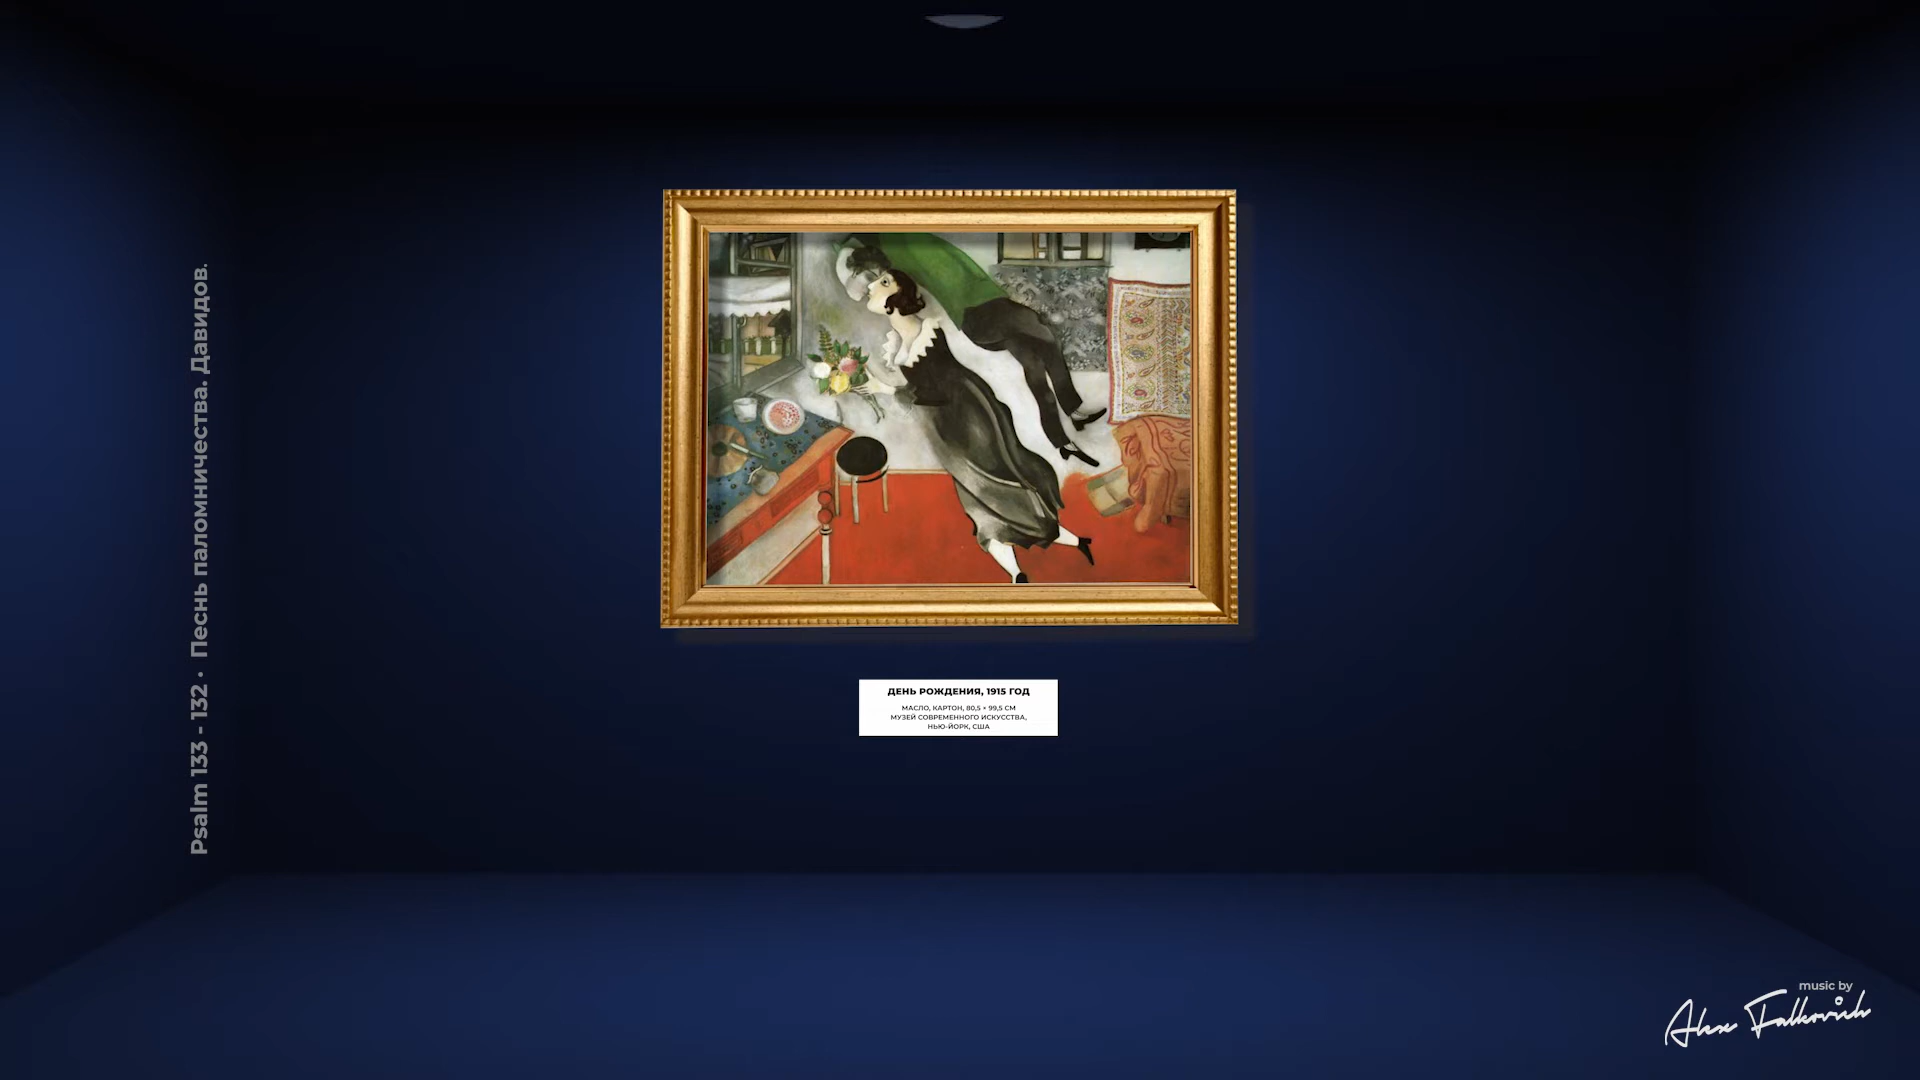 Psalm 133 - 132 · Песнь паломничества. Давидов.
ДЕНЬ РОЖДЕНИЯ, 1915 ГОД
МАСЛО, КАРТОН, 80,5 × 99,5 СМ
МУЗЕЙ СОВРЕМЕННОГО ИСКУССТВА,
НЬЮ-ЙОРК, США
music by
Alex Falkovich